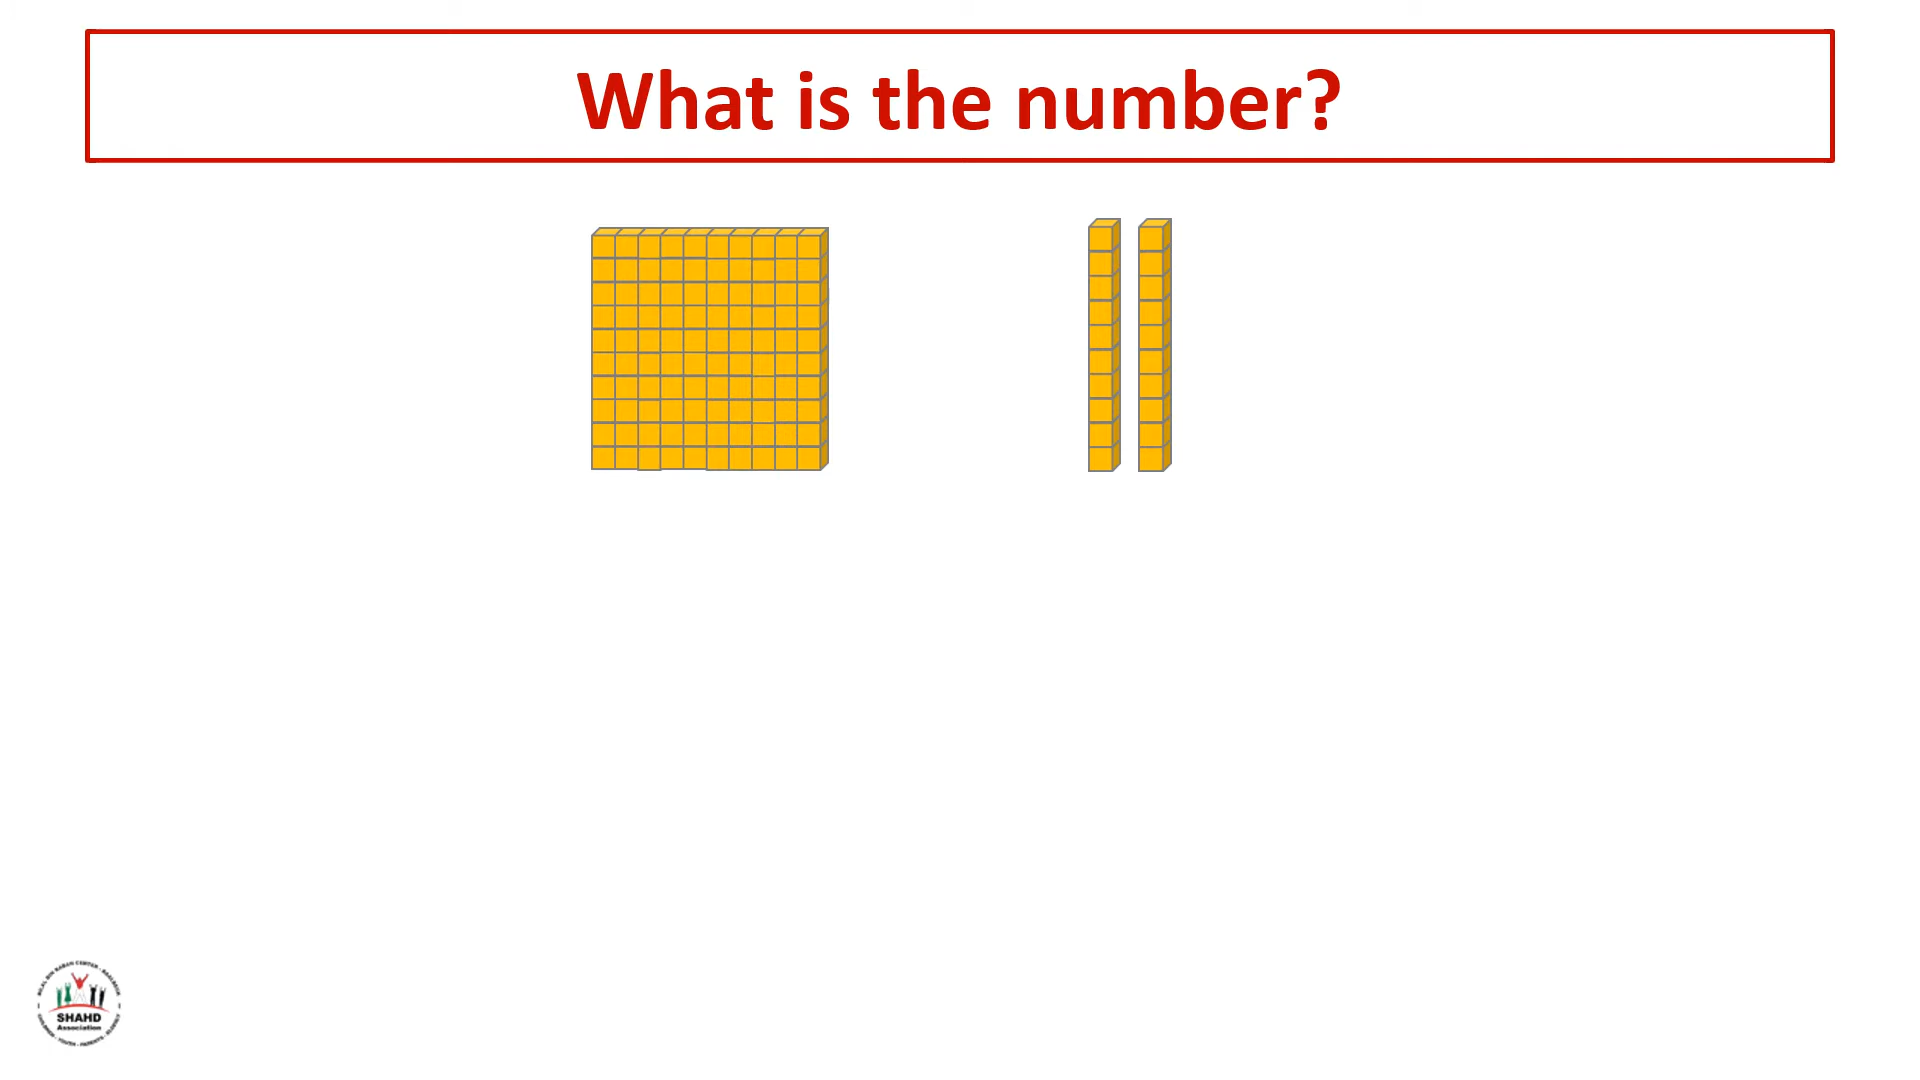 What is the number?
SHAHD
Association